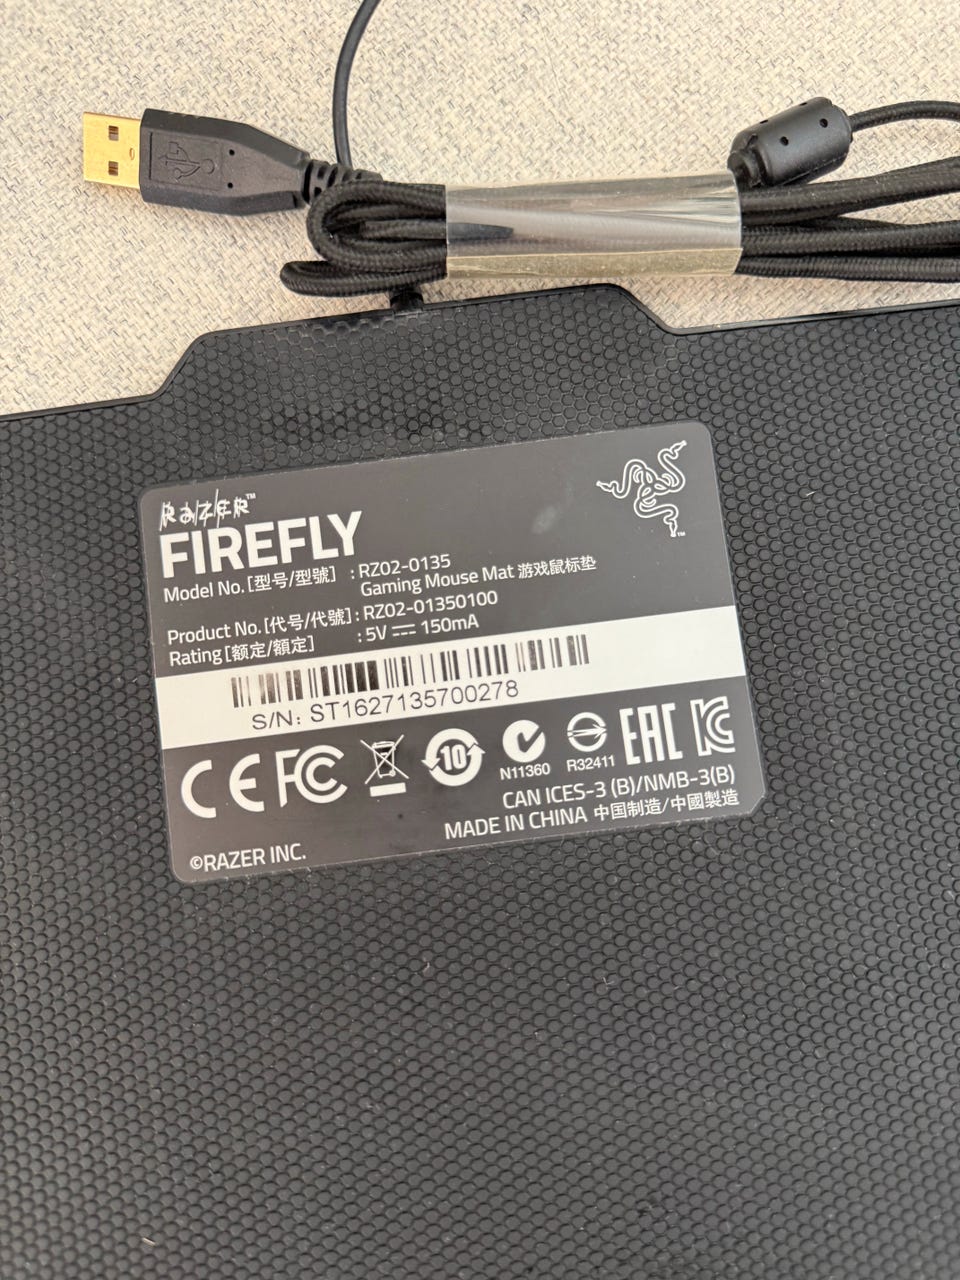 RAZER™
FIREFLY
Model No. [型号/型號] : RZ02-0135
Gaming Mouse Mat 游戏鼠标垫
Product No. [代号/代號] : RZ02-01350100
Rating [额定/額定] : 5V ⎓ 150mA
S/N: ST1627135700278
CE FC 10 N11360 R32411 EAC KC
CAN ICES-3 (B)/NMB-3(B)
MADE IN CHINA 中国制造/中國製造
©RAZER INC.
™